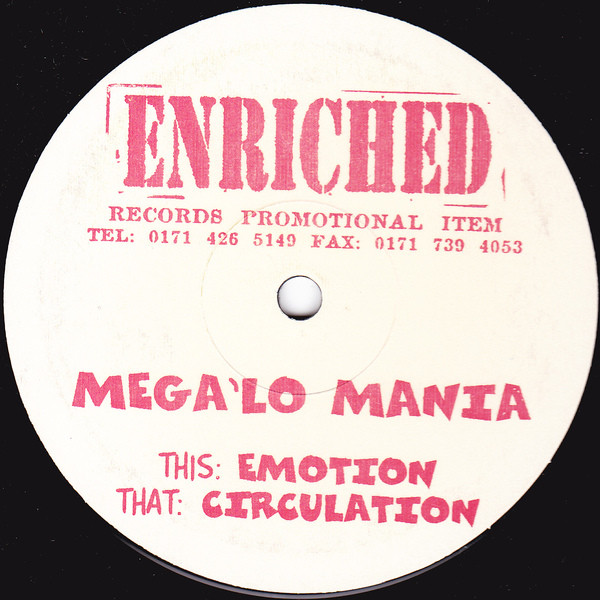 ENRICHED
RECORDS PROMOTIONAL ITEM
TEL: 0171 426 5149 FAX: 0171 739 4053
MEGA'LO MANIA
THIS: EMOTION
THAT: CIRCULATION